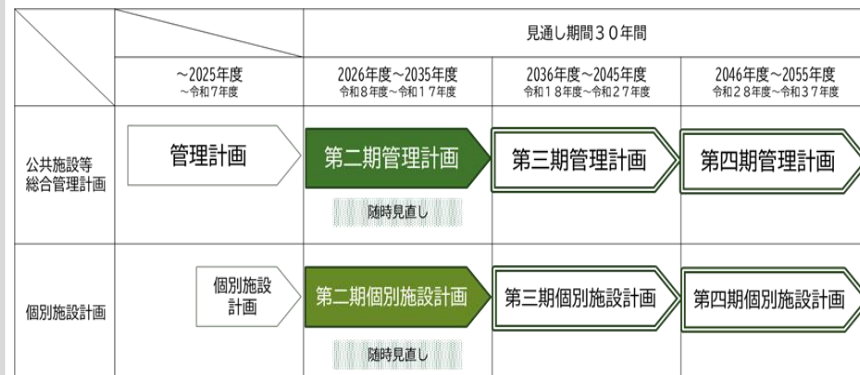 見通し期間３０年間
～2025年度
～令和７年度
2026年度～2035年度
令和８年度～令和１７年度
2036年度～2045年度
令和１８年度～令和２７年度
2046年度～2055年度
令和２８年度～令和３７年度
公共施設等
総合管理計画
管理計画
第二期管理計画
第三期管理計画
第四期管理計画
随時見直し
個別施設計画
個別施設
計画
第二期個別施設計画
第三期個別施設計画
第四期個別施設計画
随時見直し